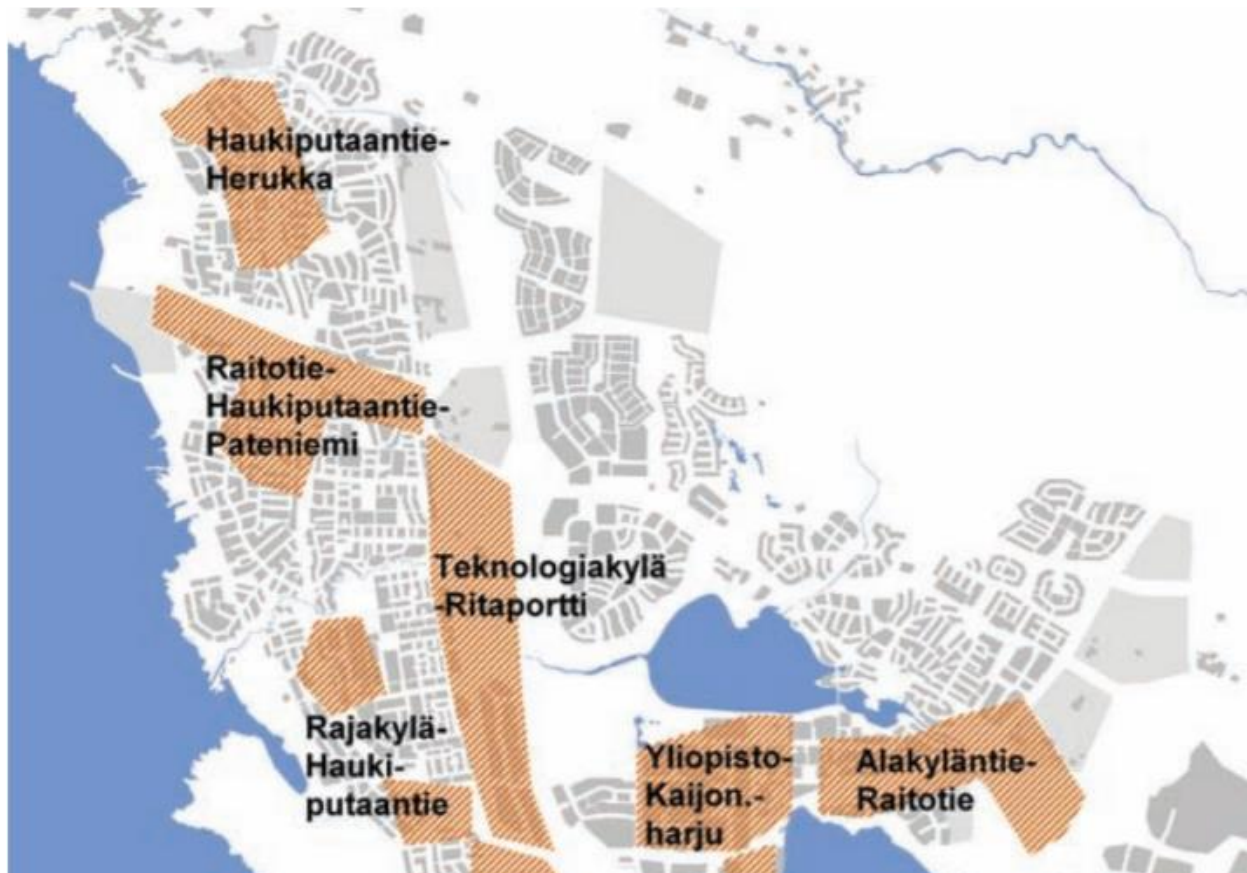 Haukiputaantie-
Herukka
Raitotie-
Haukiputaantie-
Pateniemi
Teknologiakylä
-Ritaportti
Rajakylä-
Hauki-
putaantie
Yliopisto-
Kaijon.-
harju
Alakyläntie-
Raitotie